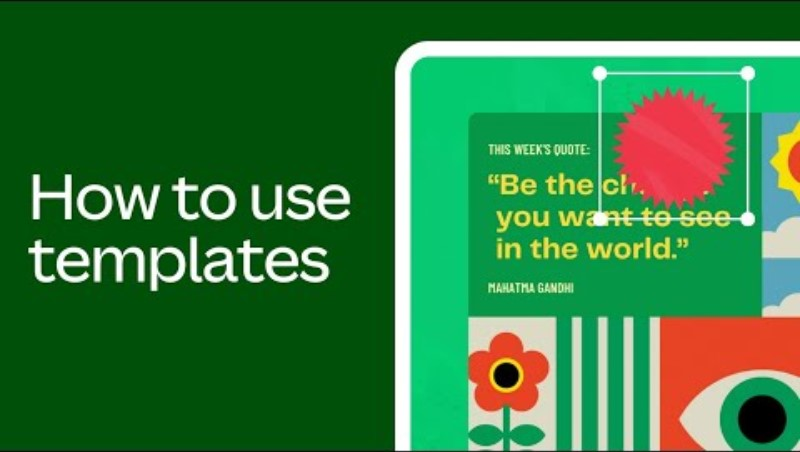 How to use
templates
THIS WEEK'S QUOTE:
“Be the
you want to see
in the world.”
MAHATMA GANDHI